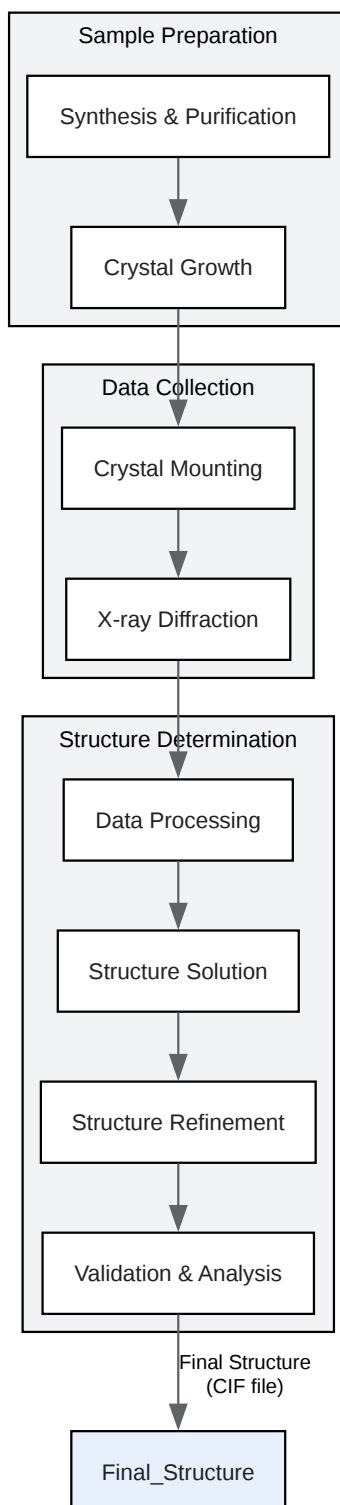 Sample Preparation
Synthesis & Purification
Crystal Growth
Data Collection
Crystal Mounting
X-ray Diffraction
Structure Determination
Data Processing
Structure Solution
Structure Refinement
Validation & Analysis
Final Structure
(CIF file)
Final_Structure